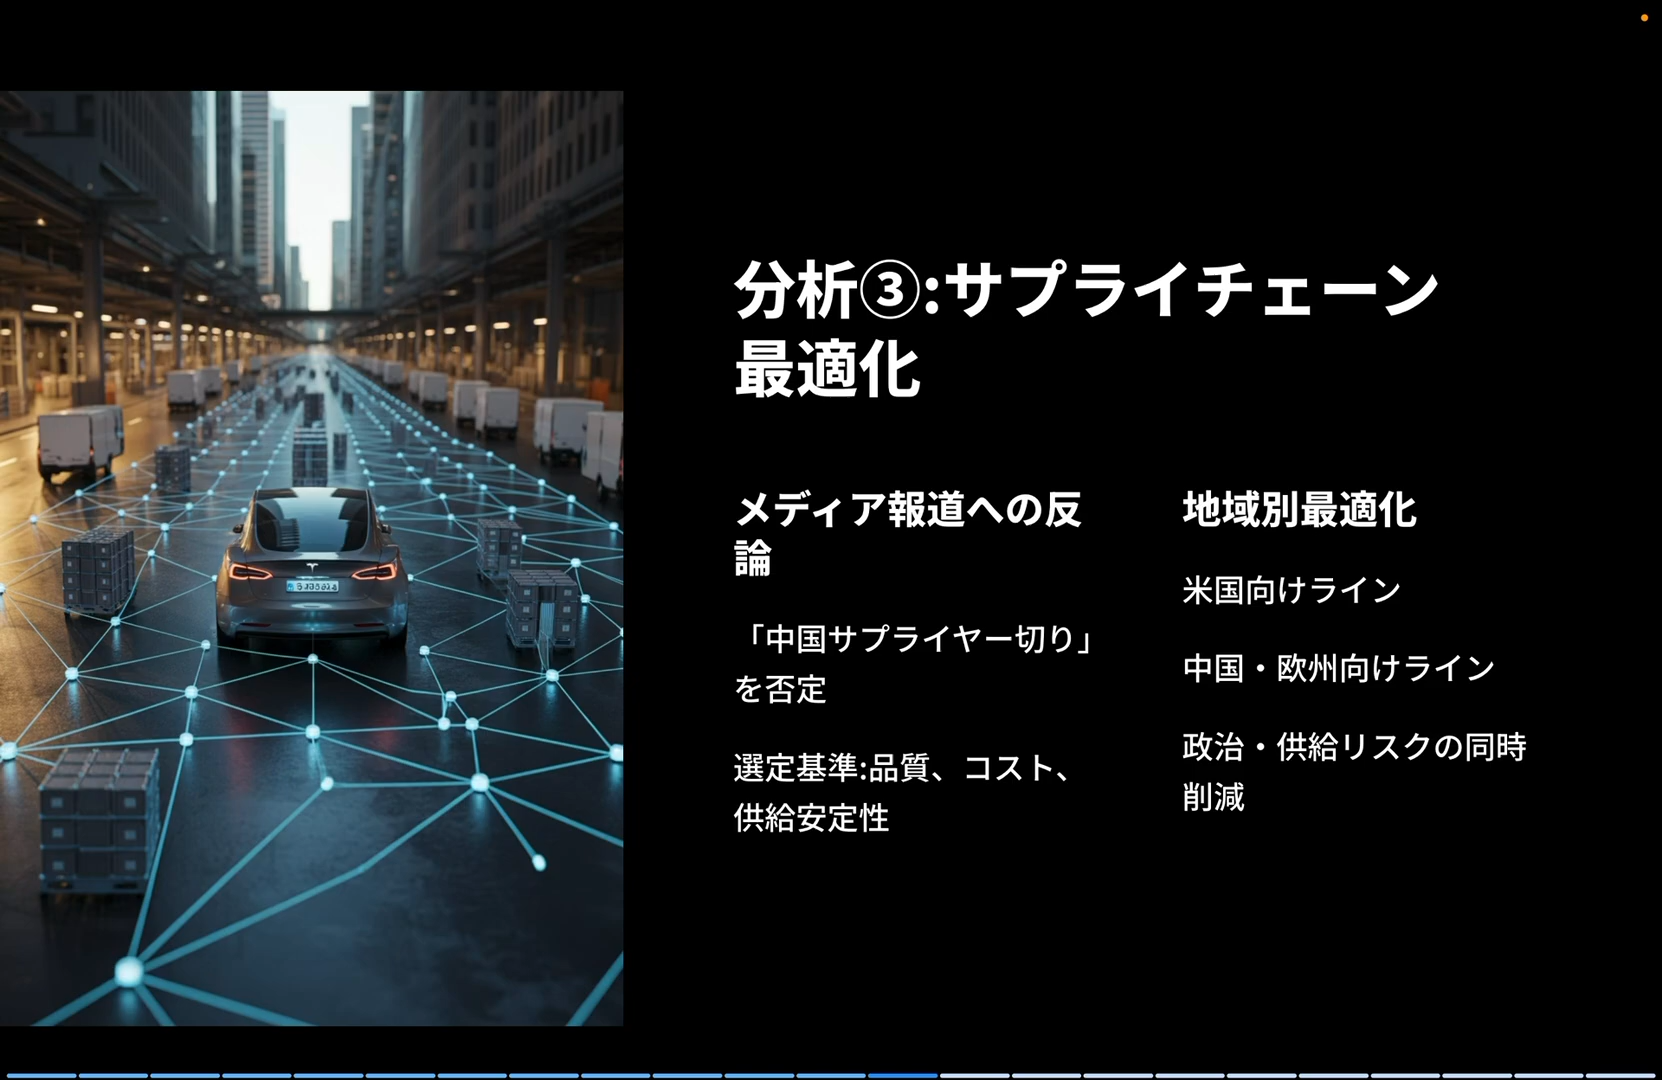 分析③:サプライチェーン
最適化
メディア報道への反
論
「中国サプライヤー切り」
を否定
選定基準:品質、コスト、
供給安定性
地域別最適化
米国向けライン
中国・欧州向けライン
政治・供給リスクの同時
削減